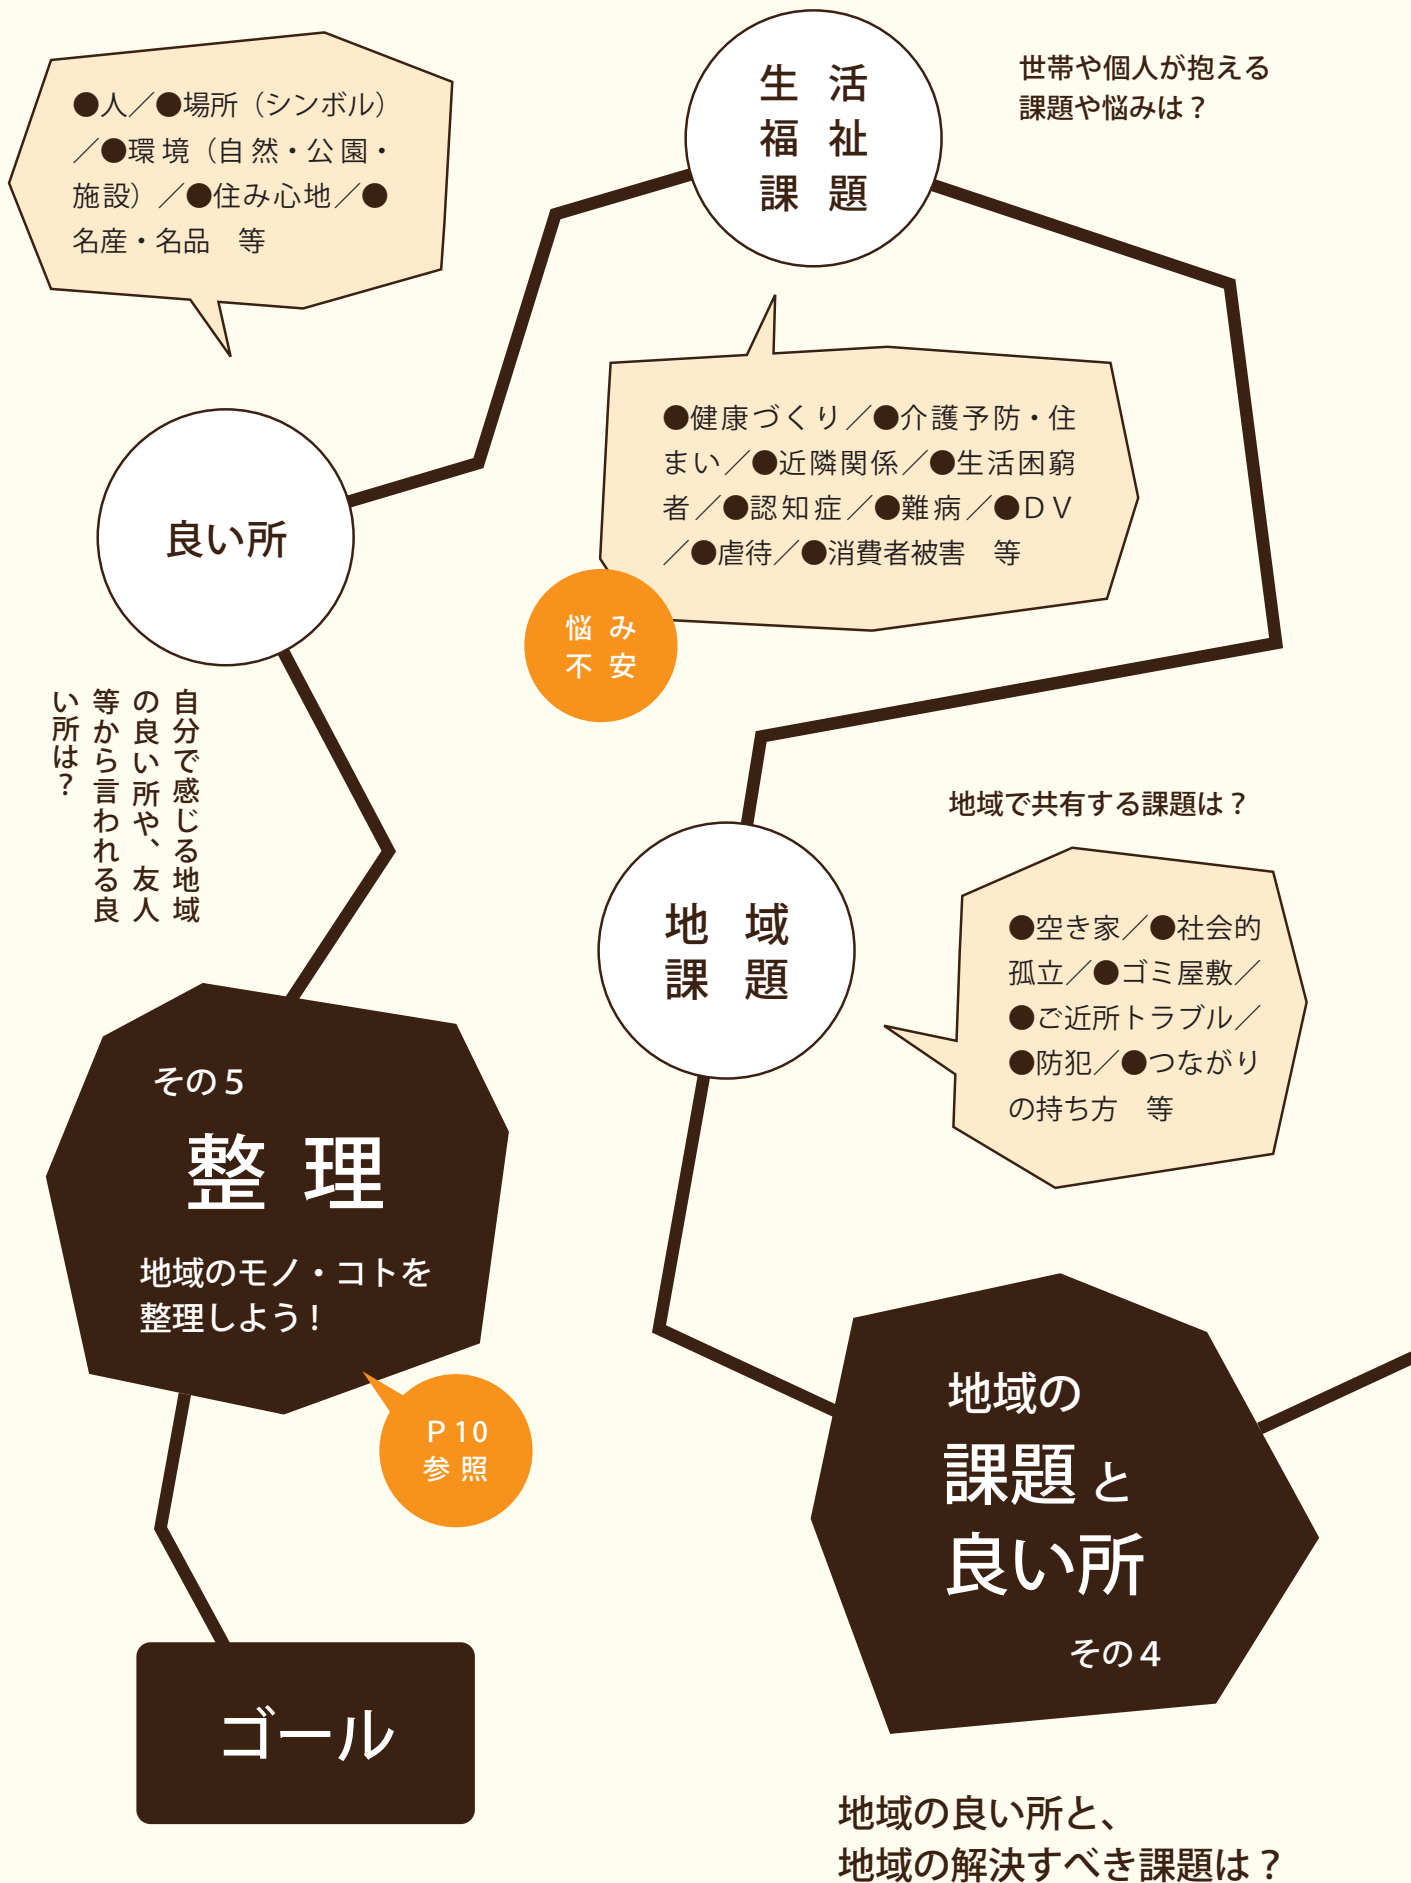 ●人／●場所（シンボル）
／●環境（自然・公園・
施設）／●住み心地／●
名産・名品　等
生活
福祉
課題
世帯や個人が抱える
課題や悩みは？
●健康づくり／●介護予防・住
まい／●近隣関係／●生活困窮
者／●認知症／●難病／●ＤＶ
／●虐待／●消費者被害　等
悩み
不安
良い所
自分で感じる地域
の良い所や、友人
等から言われる良
い所は？
地域で共有する課題は？
地域
課題
●空き家／●社会的
孤立／●ゴミ屋敷／
●ご近所トラブル／
●防犯／●つながり
の持ち方　等
その５
整理
地域のモノ・コトを
整理しよう！
Ｐ10
参照
地域の
課題と
良い所
その４
ゴール
地域の良い所と、
地域の解決すべき課題は？